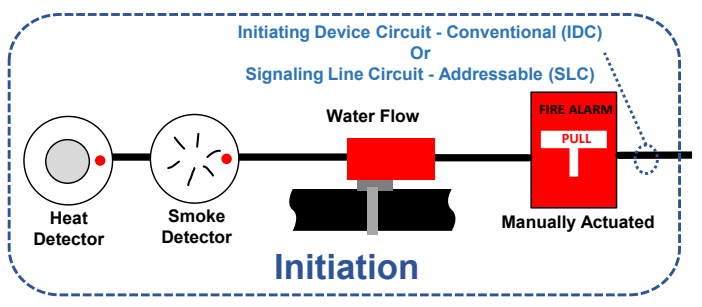 Initiating Device Circuit - Conventional (IDC)
Or
Signaling Line Circuit - Addressable (SLC)
Water Flow
FIRE ALARM
PULL
Heat
Detector
Smoke
Detector
Manually Actuated
Initiation